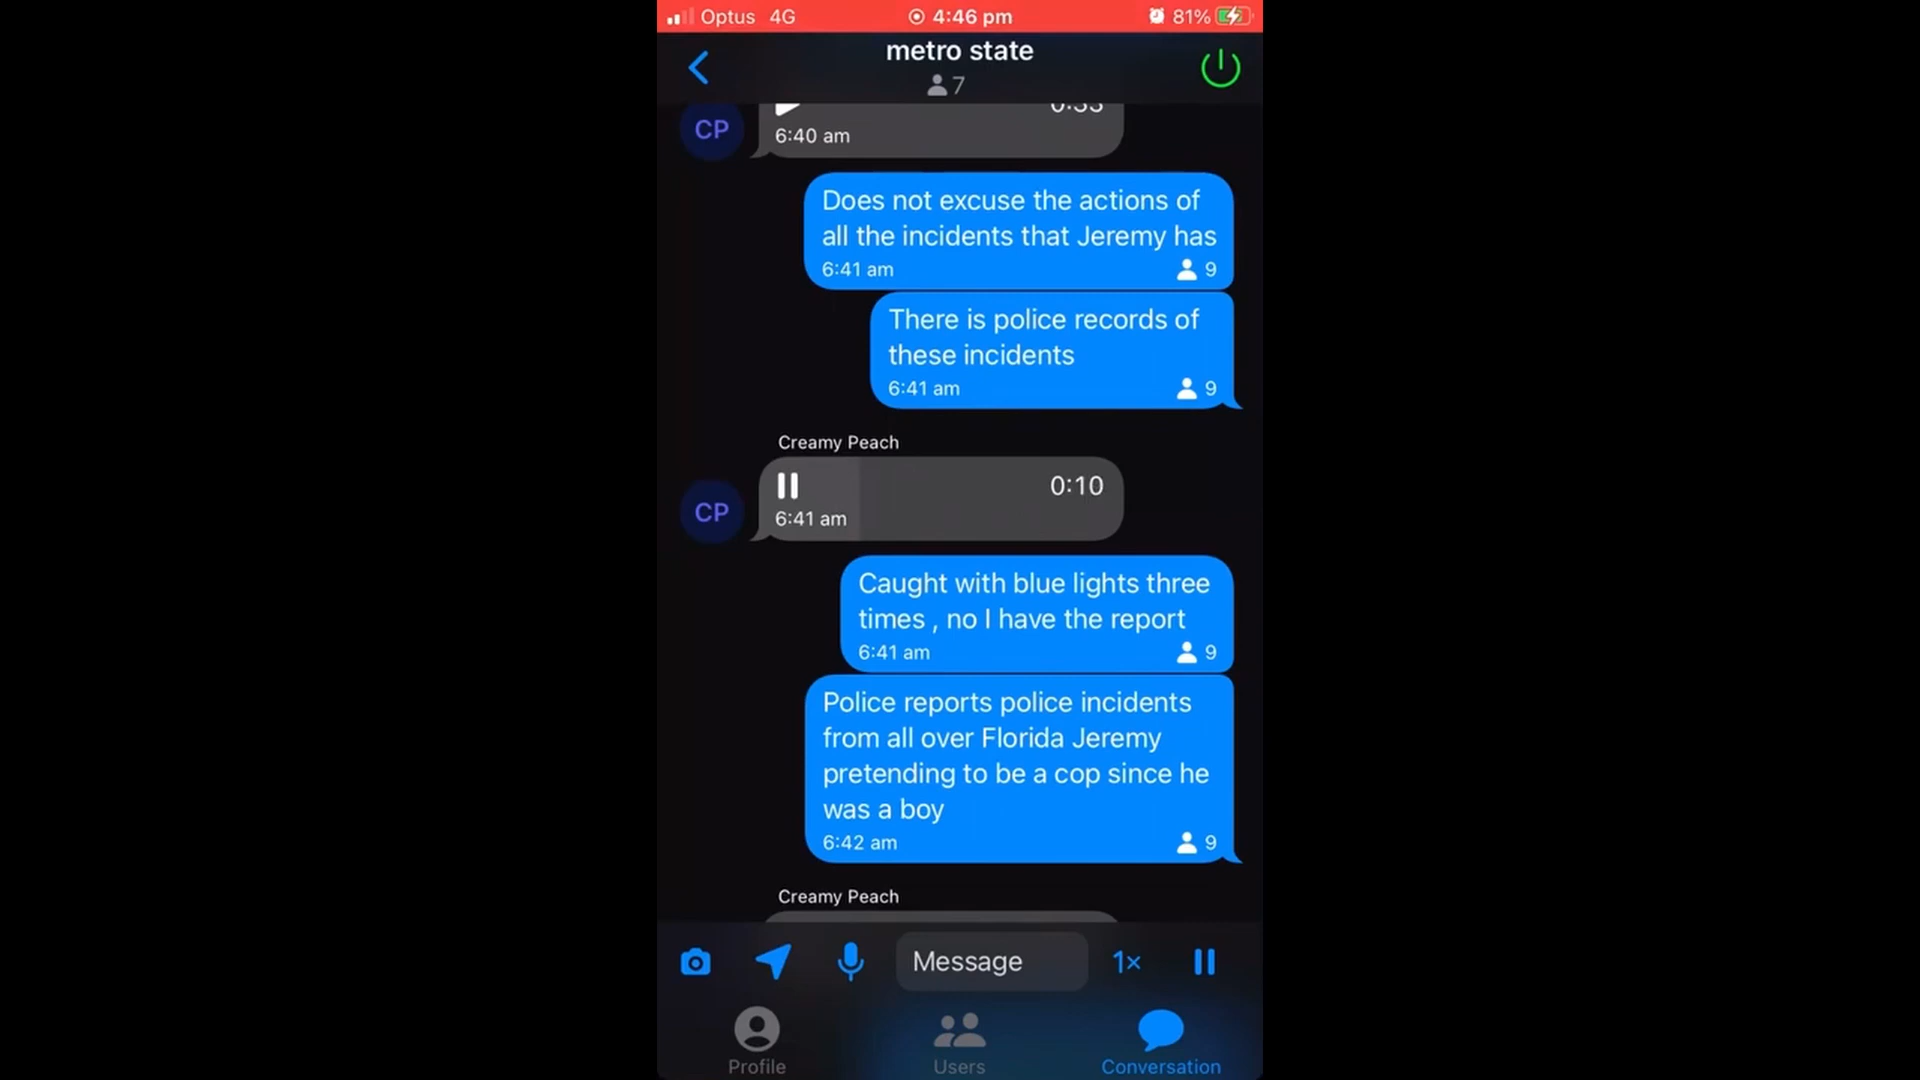 Optus 4G 4:46 pm 81%
metro state
7
0:33
CP
6:40 am
Does not excuse the actions of
all the incidents that Jeremy has
6:41 am 9
There is police records of
these incidents
6:41 am 9
Creamy Peach
0:10
CP
6:41 am
Caught with blue lights three
times , no I have the report
6:41 am 9
Police reports police incidents
from all over Florida Jeremy
pretending to be a cop since he
was a boy
6:42 am 9
Creamy Peach
Message 1×
Profile Users Conversation